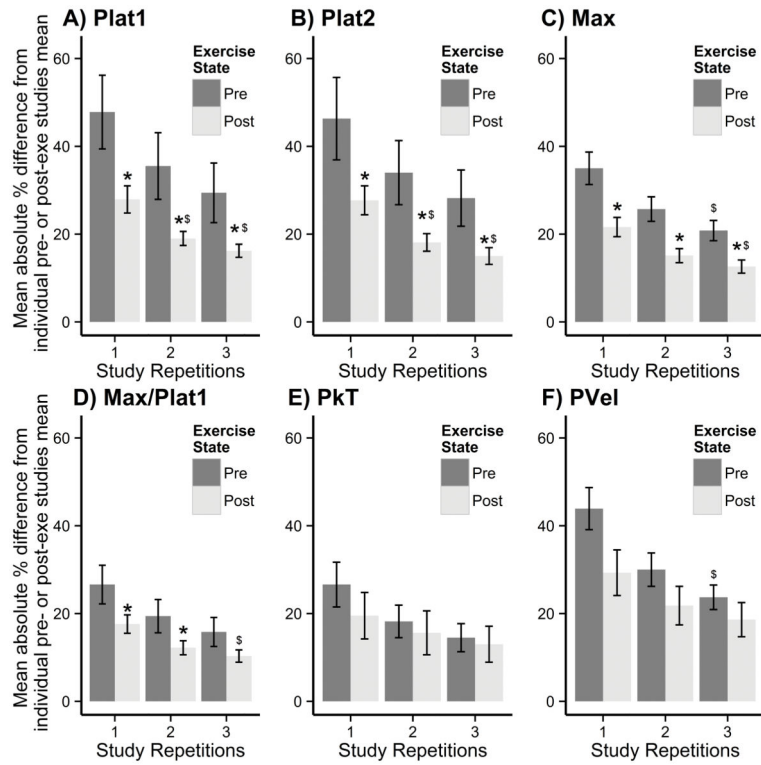 A) Plat1
B) Plat2
C) Max
Mean absolute % difference from
individual pre- or post-exe studies mean
60
40
20
0
Exercise
State
Pre
Post
*
*$
*$
1
2
3
Study Repetitions
60
40
20
0
Exercise
State
Pre
Post
*
*$
*$
1
2
3
Study Repetitions
60
40
20
0
Exercise
State
Pre
Post
*
*
$
*$
1
2
3
Study Repetitions
D) Max/Plat1
E) PkT
F) PVel
Mean absolute % difference from
individual pre- or post-exe studies mean
60
40
20
0
Exercise
State
Pre
Post
*
*
$
1
2
3
Study Repetitions
60
40
20
0
Exercise
State
Pre
Post
1
2
3
Study Repetitions
60
40
20
0
Exercise
State
Pre
Post
$
1
2
3
Study Repetitions